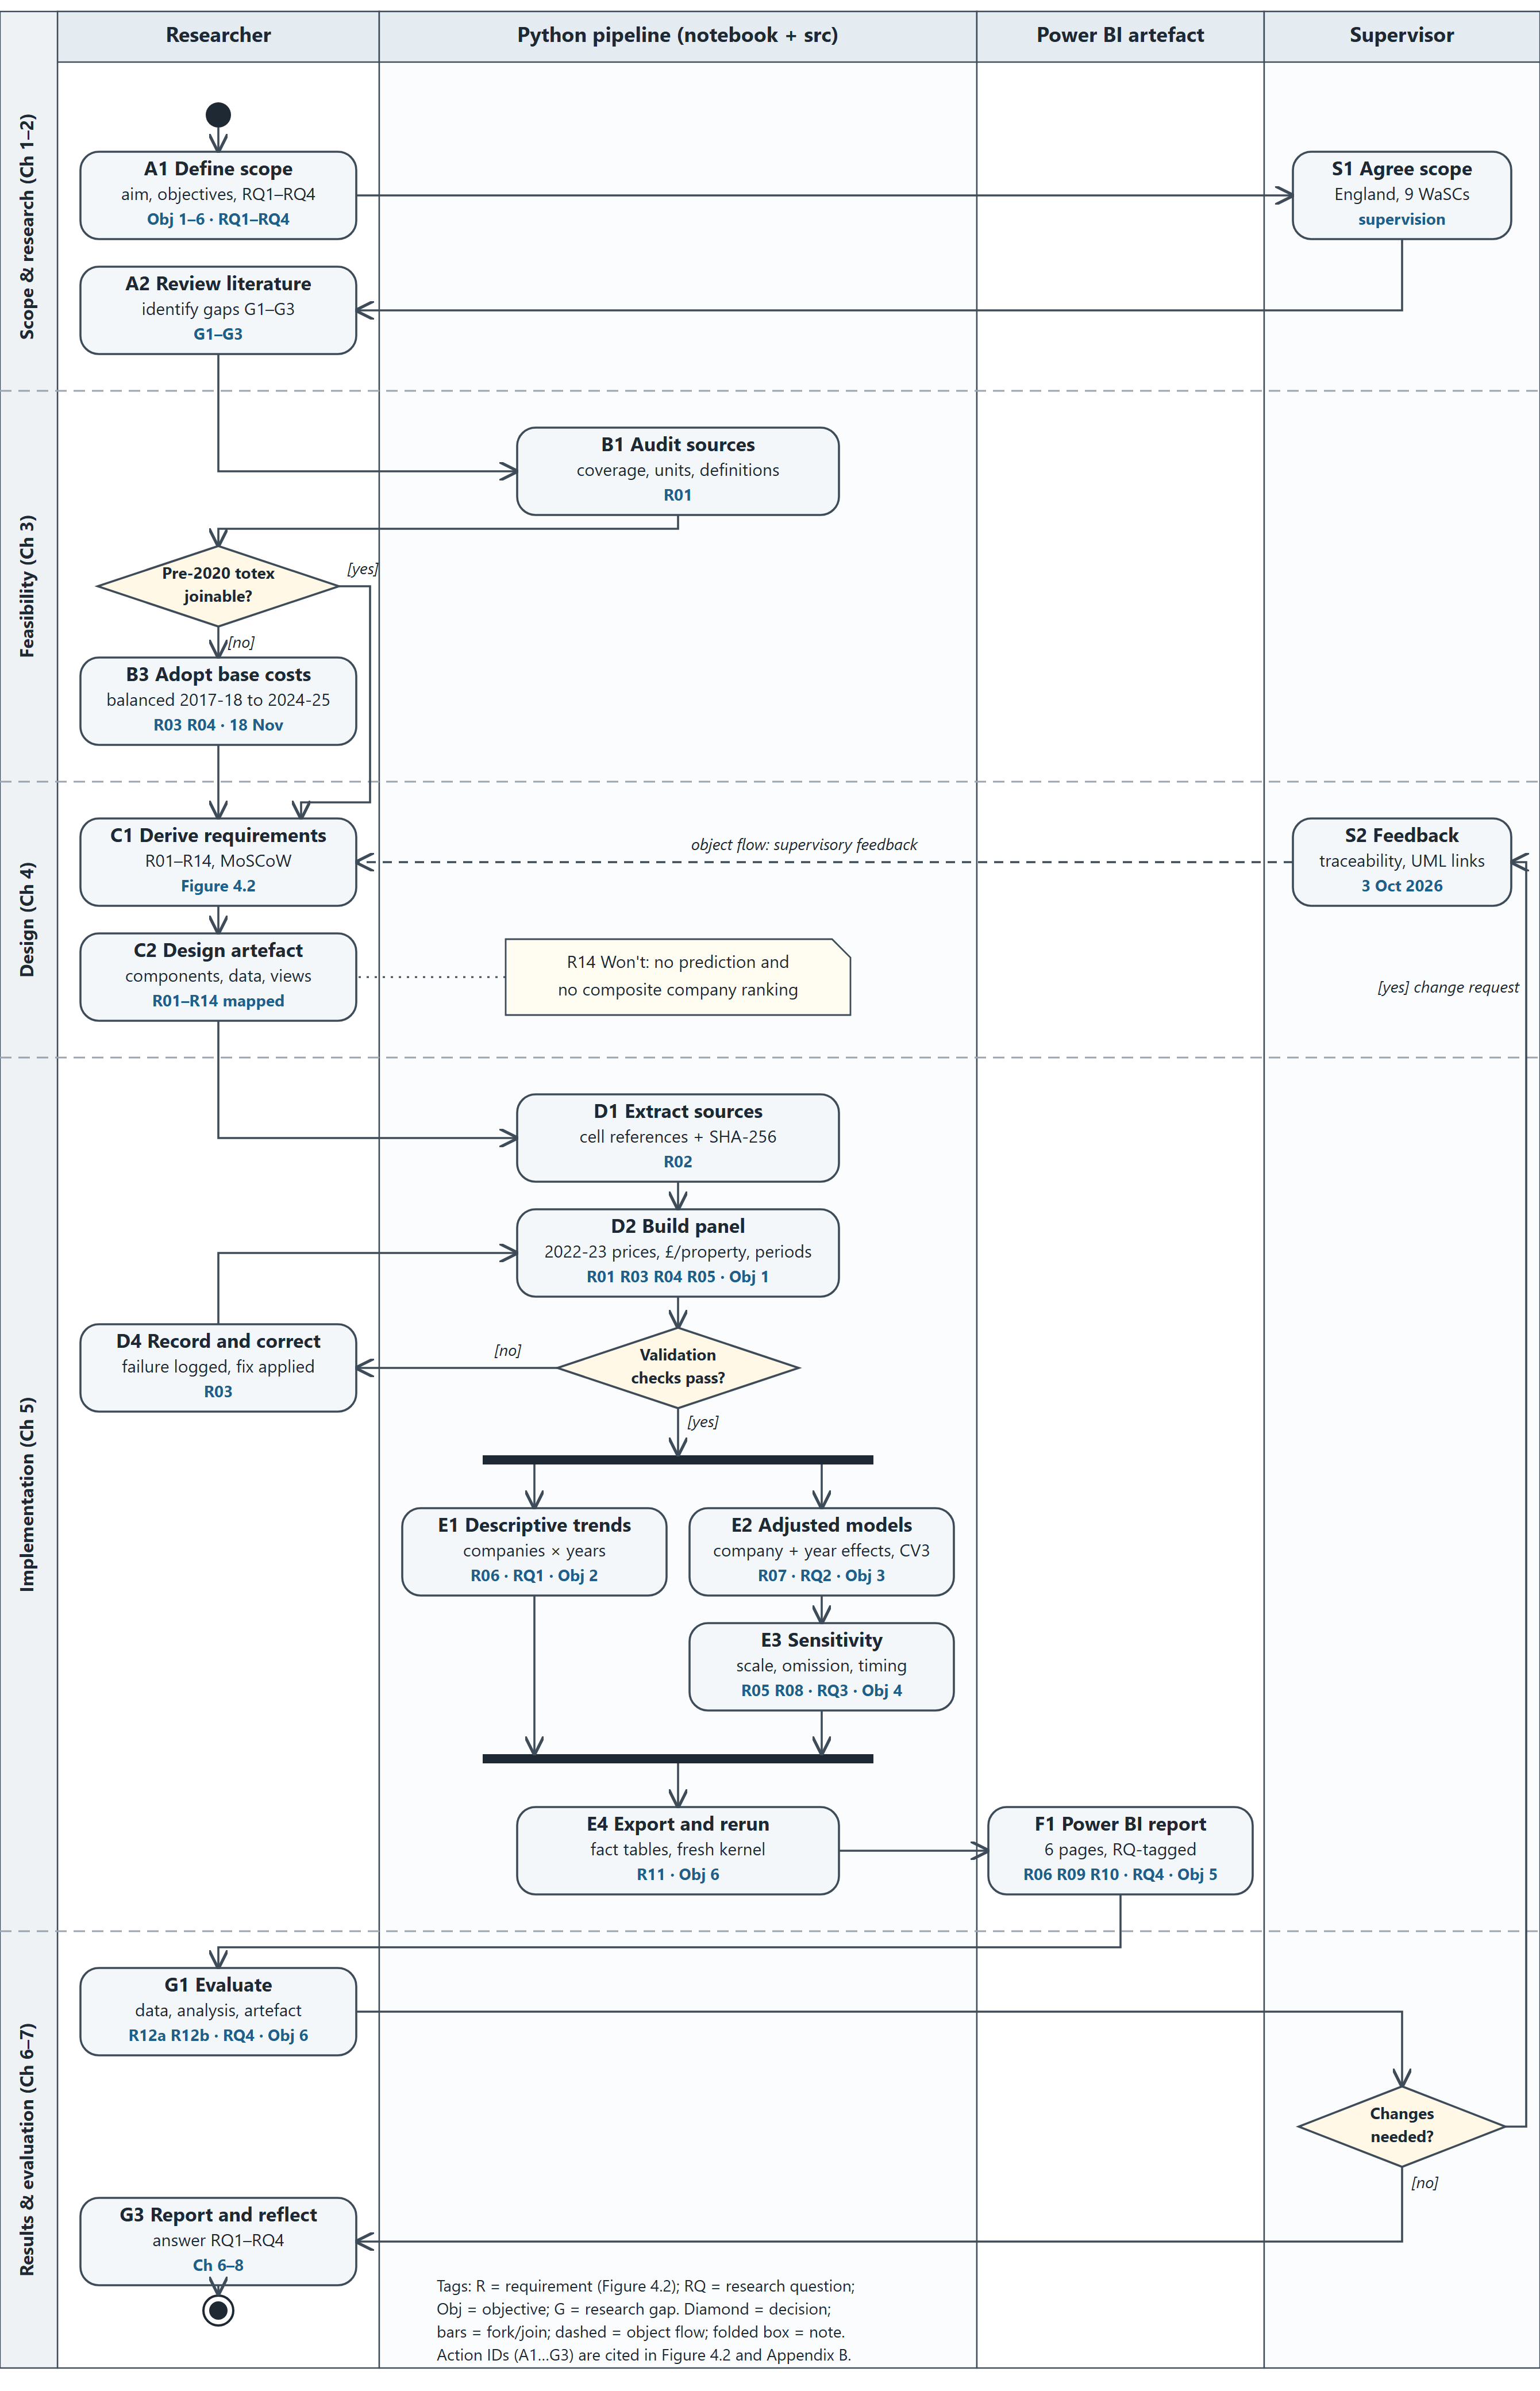 Researcher
Python pipeline (notebook + src)
Power BI artefact
Supervisor
Scope & research (Ch 1–2)
A1 Define scope
aim, objectives, RQ1–RQ4
Obj 1–6 · RQ1–RQ4
S1 Agree scope
England, 9 WaSCs
supervision
A2 Review literature
identify gaps G1–G3
G1–G3
Feasibility (Ch 3)
B1 Audit sources
coverage, units, definitions
R01
Pre-2020 totex
joinable?
[yes]
[no]
B3 Adopt base costs
balanced 2017-18 to 2024-25
R03 R04 · 18 Nov
Design (Ch 4)
C1 Derive requirements
R01–R14, MoSCoW
Figure 4.2
object flow: supervisory feedback
S2 Feedback
traceability, UML links
3 Oct 2026
C2 Design artefact
components, data, views
R01–R14 mapped
R14 Won't: no prediction and
no composite company ranking
[yes] change request
Implementation (Ch 5)
D1 Extract sources
cell references + SHA-256
R02
D2 Build panel
2022-23 prices, £/property, periods
R01 R03 R04 R05 · Obj 1
D4 Record and correct
failure logged, fix applied
R03
[no]
Validation
checks pass?
[yes]
E1 Descriptive trends
companies × years
R06 · RQ1 · Obj 2
E2 Adjusted models
company + year effects, CV3
R07 · RQ2 · Obj 3
E3 Sensitivity
scale, omission, timing
R05 R08 · RQ3 · Obj 4
E4 Export and rerun
fact tables, fresh kernel
R11 · Obj 6
F1 Power BI report
6 pages, RQ-tagged
R06 R09 R10 · RQ4 · Obj 5
Results & evaluation (Ch 6–7)
G1 Evaluate
data, analysis, artefact
R12a R12b · RQ4 · Obj 6
Changes
needed?
[no]
G3 Report and reflect
answer RQ1–RQ4
Ch 6–8
Tags: R = requirement (Figure 4.2); RQ = research question;
Obj = objective; G = research gap. Diamond = decision;
bars = fork/join; dashed = object flow; folded box = note.
Action IDs (A1...G3) are cited in Figure 4.2 and Appendix B.